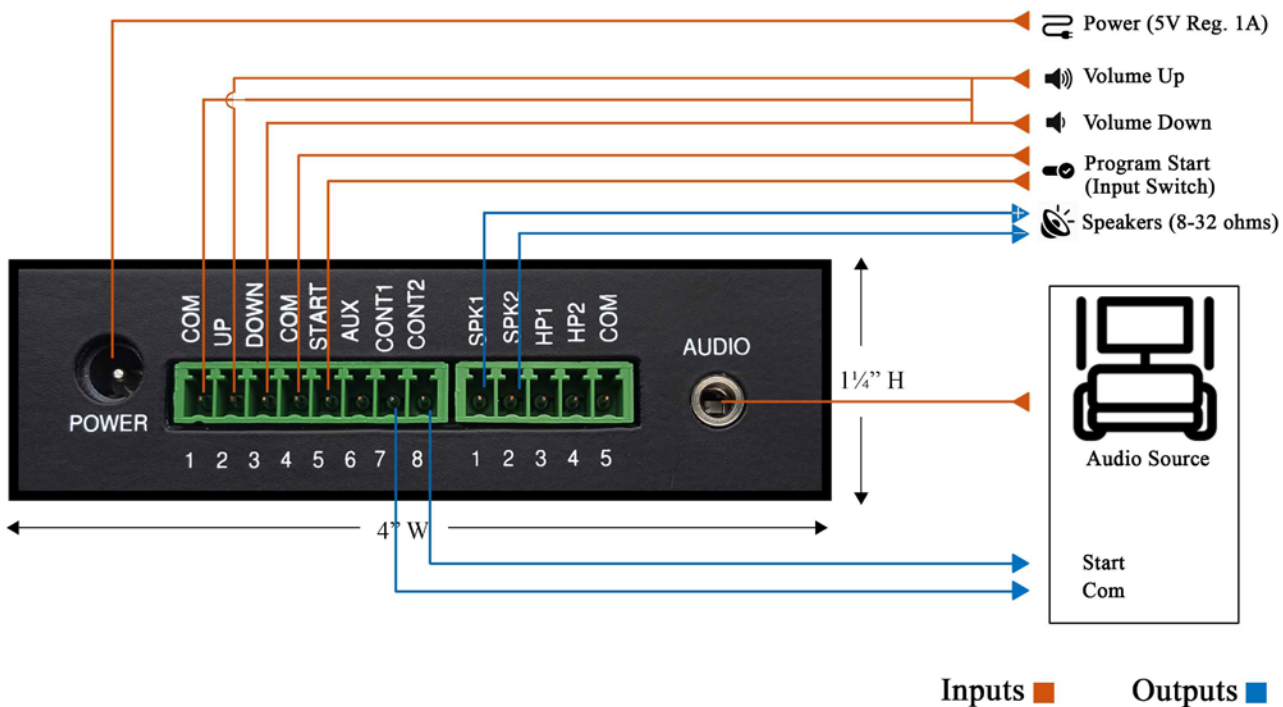 Power (5V Reg. 1A)
Volume Up
Volume Down
Program Start
(Input Switch)
Speakers (8-32 ohms)
COM
UP
DOWN
COM
START
AUX
CONT1
CONT2
SPK1
SPK2
HP1
HP2
COM
AUDIO
POWER
1 2 3 4 5 6 7 8
1 2 3 4 5
1¼” H
4” W
Audio Source
Start
Com
Inputs
Outputs